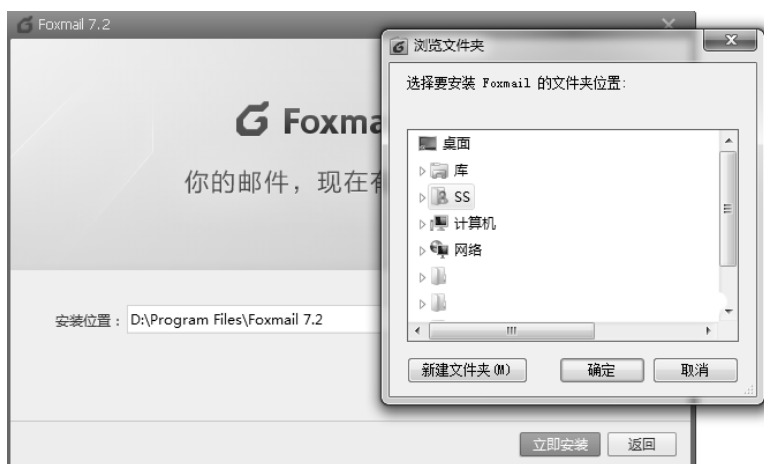 Foxmail 7.2
浏览文件夹
选择要安装 Foxmail 的文件夹位置:
Foxma
你的邮件，现在有
桌面
库
SS
计算机
网络
安装位置：D:\Program Files\Foxmail 7.2
新建文件夹(M) 确定 取消
立即安装 返回